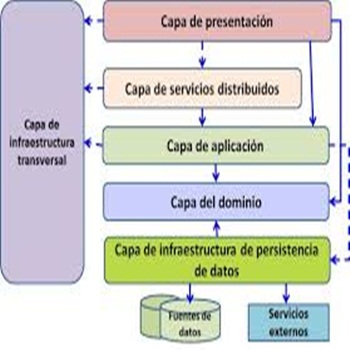 Capa de presentación
Capa de servicios distribuidos
Capa de
infraestructura
transversal
Capa de aplicación
Capa del dominio
Capa de infraestructura de persistencia
de datos
Fuentes de
datos
Servicios
externos